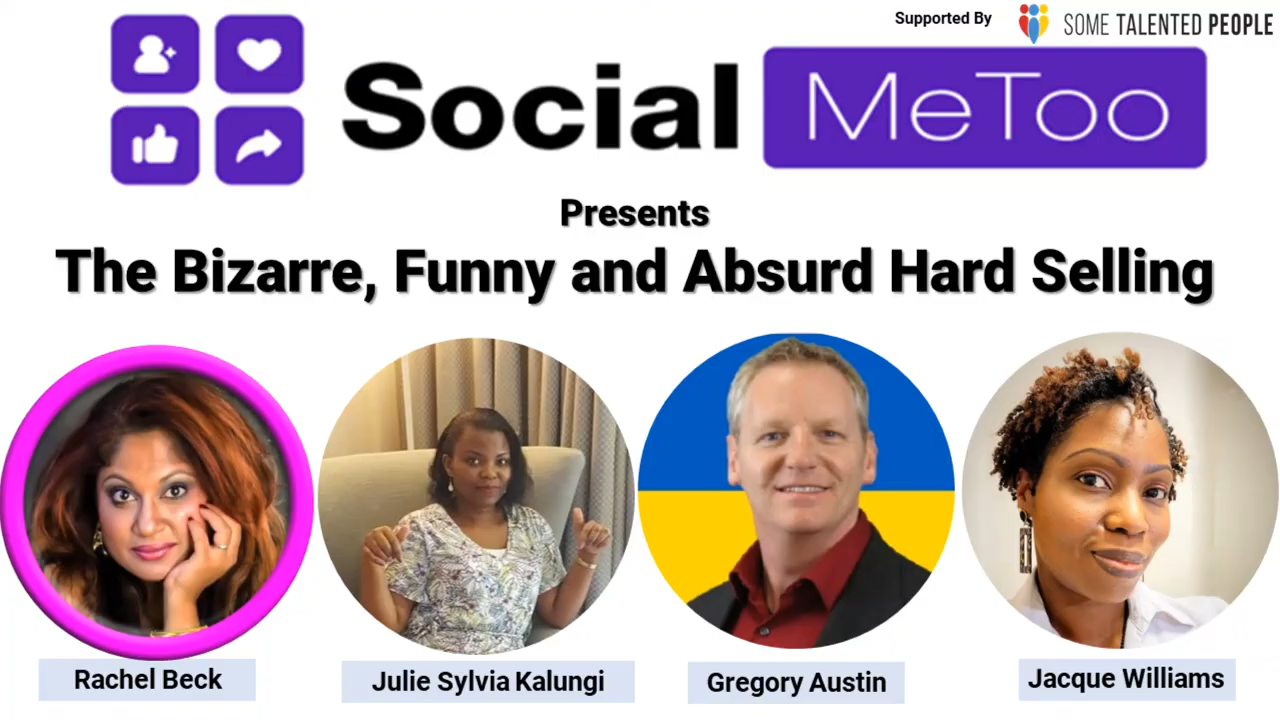 Supported By SOME TALENTED PEOPLE
Social MeToo
Presents
The Bizarre, Funny and Absurd Hard Selling
Rachel Beck
Julie Sylvia Kalungi
Gregory Austin
Jacque Williams